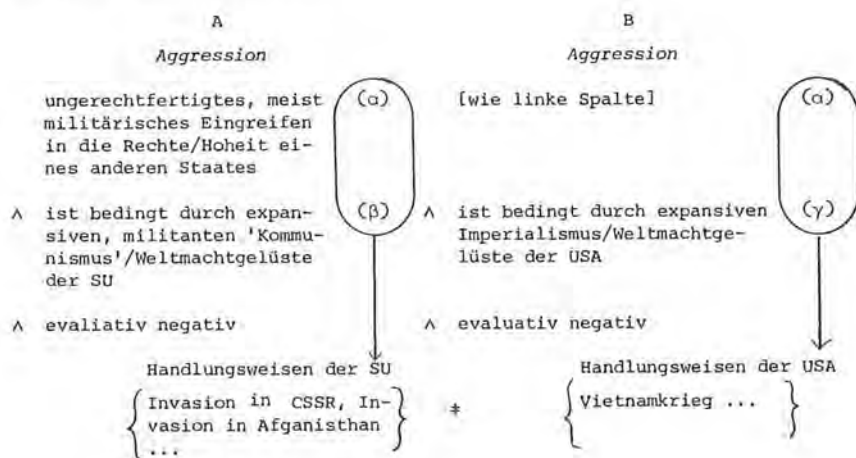 A
Aggression
ungerechtfertigtes, meist
militärisches Eingreifen
in die Rechte/Hoheit ei-
nes anderen Staates
(α)
∧ ist bedingt durch expan-
siven, militanten 'Kommu-
nismus'/Weltmachtgelüste
der SU
(β)
∧ evaliativ negativ
Handlungsweisen der SU
{ Invasion in CSSR, In-
vasion in Afganisthan
... }
*
B
Aggression
[wie linke Spalte]
(α)
∧ ist bedingt durch expansiven
Imperialismus/Weltmachtge-
lüste der USA
(γ)
∧ evaluativ negativ
Handlungsweisen der USA
{ Vietnamkrieg ... }